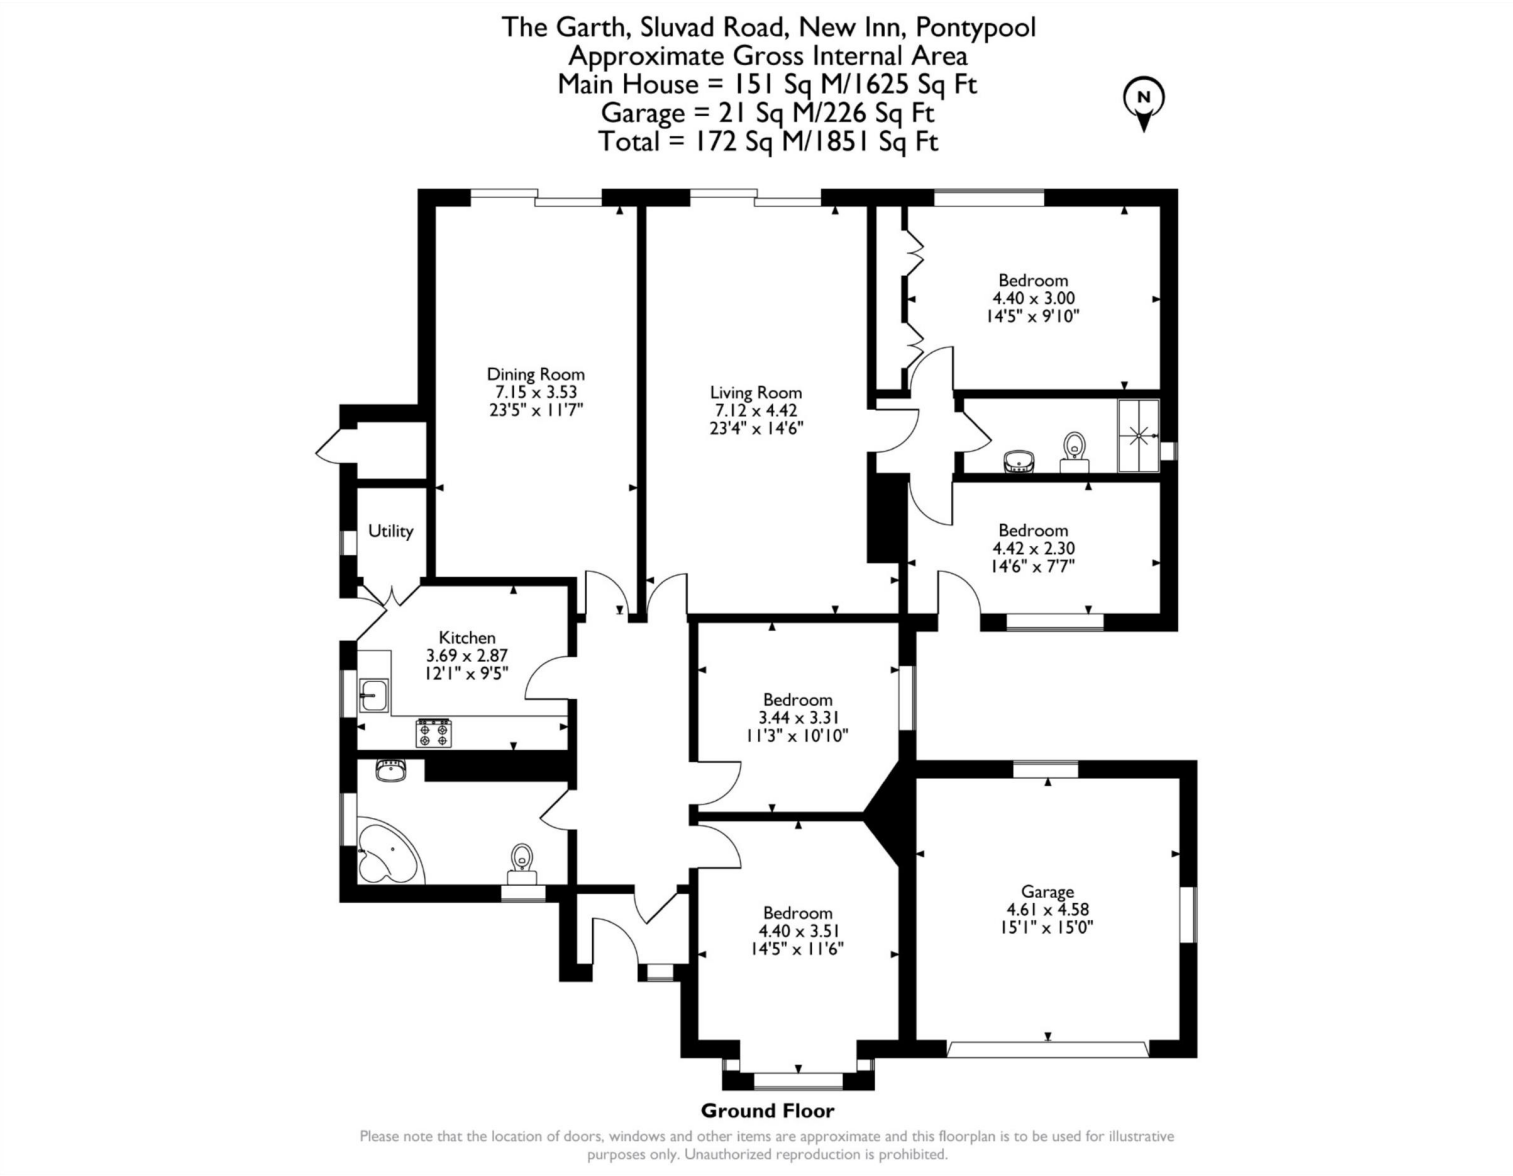 The Garth, Sluvad Road, New Inn, Pontypool
Approximate Gross Internal Area
Main House = 151 Sq M/1625 Sq Ft
Garage = 21 Sq M/226 Sq Ft
Total = 172 Sq M/1851 Sq Ft
N
Bedroom
4.40 x 3.00
14'5" x 9'10"
Dining Room
7.15 x 3.53
23'5" x 11'7"
Living Room
7.12 x 4.42
23'4" x 14'6"
Utility
Bedroom
4.42 x 2.30
14'6" x 7'7"
Kitchen
3.69 x 2.87
12'1" x 9'5"
Bedroom
3.44 x 3.31
11'3" x 10'10"
Bedroom
4.40 x 3.51
14'5" x 11'6"
Garage
4.61 x 4.58
15'1" x 15'0"
Ground Floor
Please note that the location of doors, windows and other items are approximate and this floorplan is to be used for illustrative
purposes only. Unauthorized reproduction is prohibited.